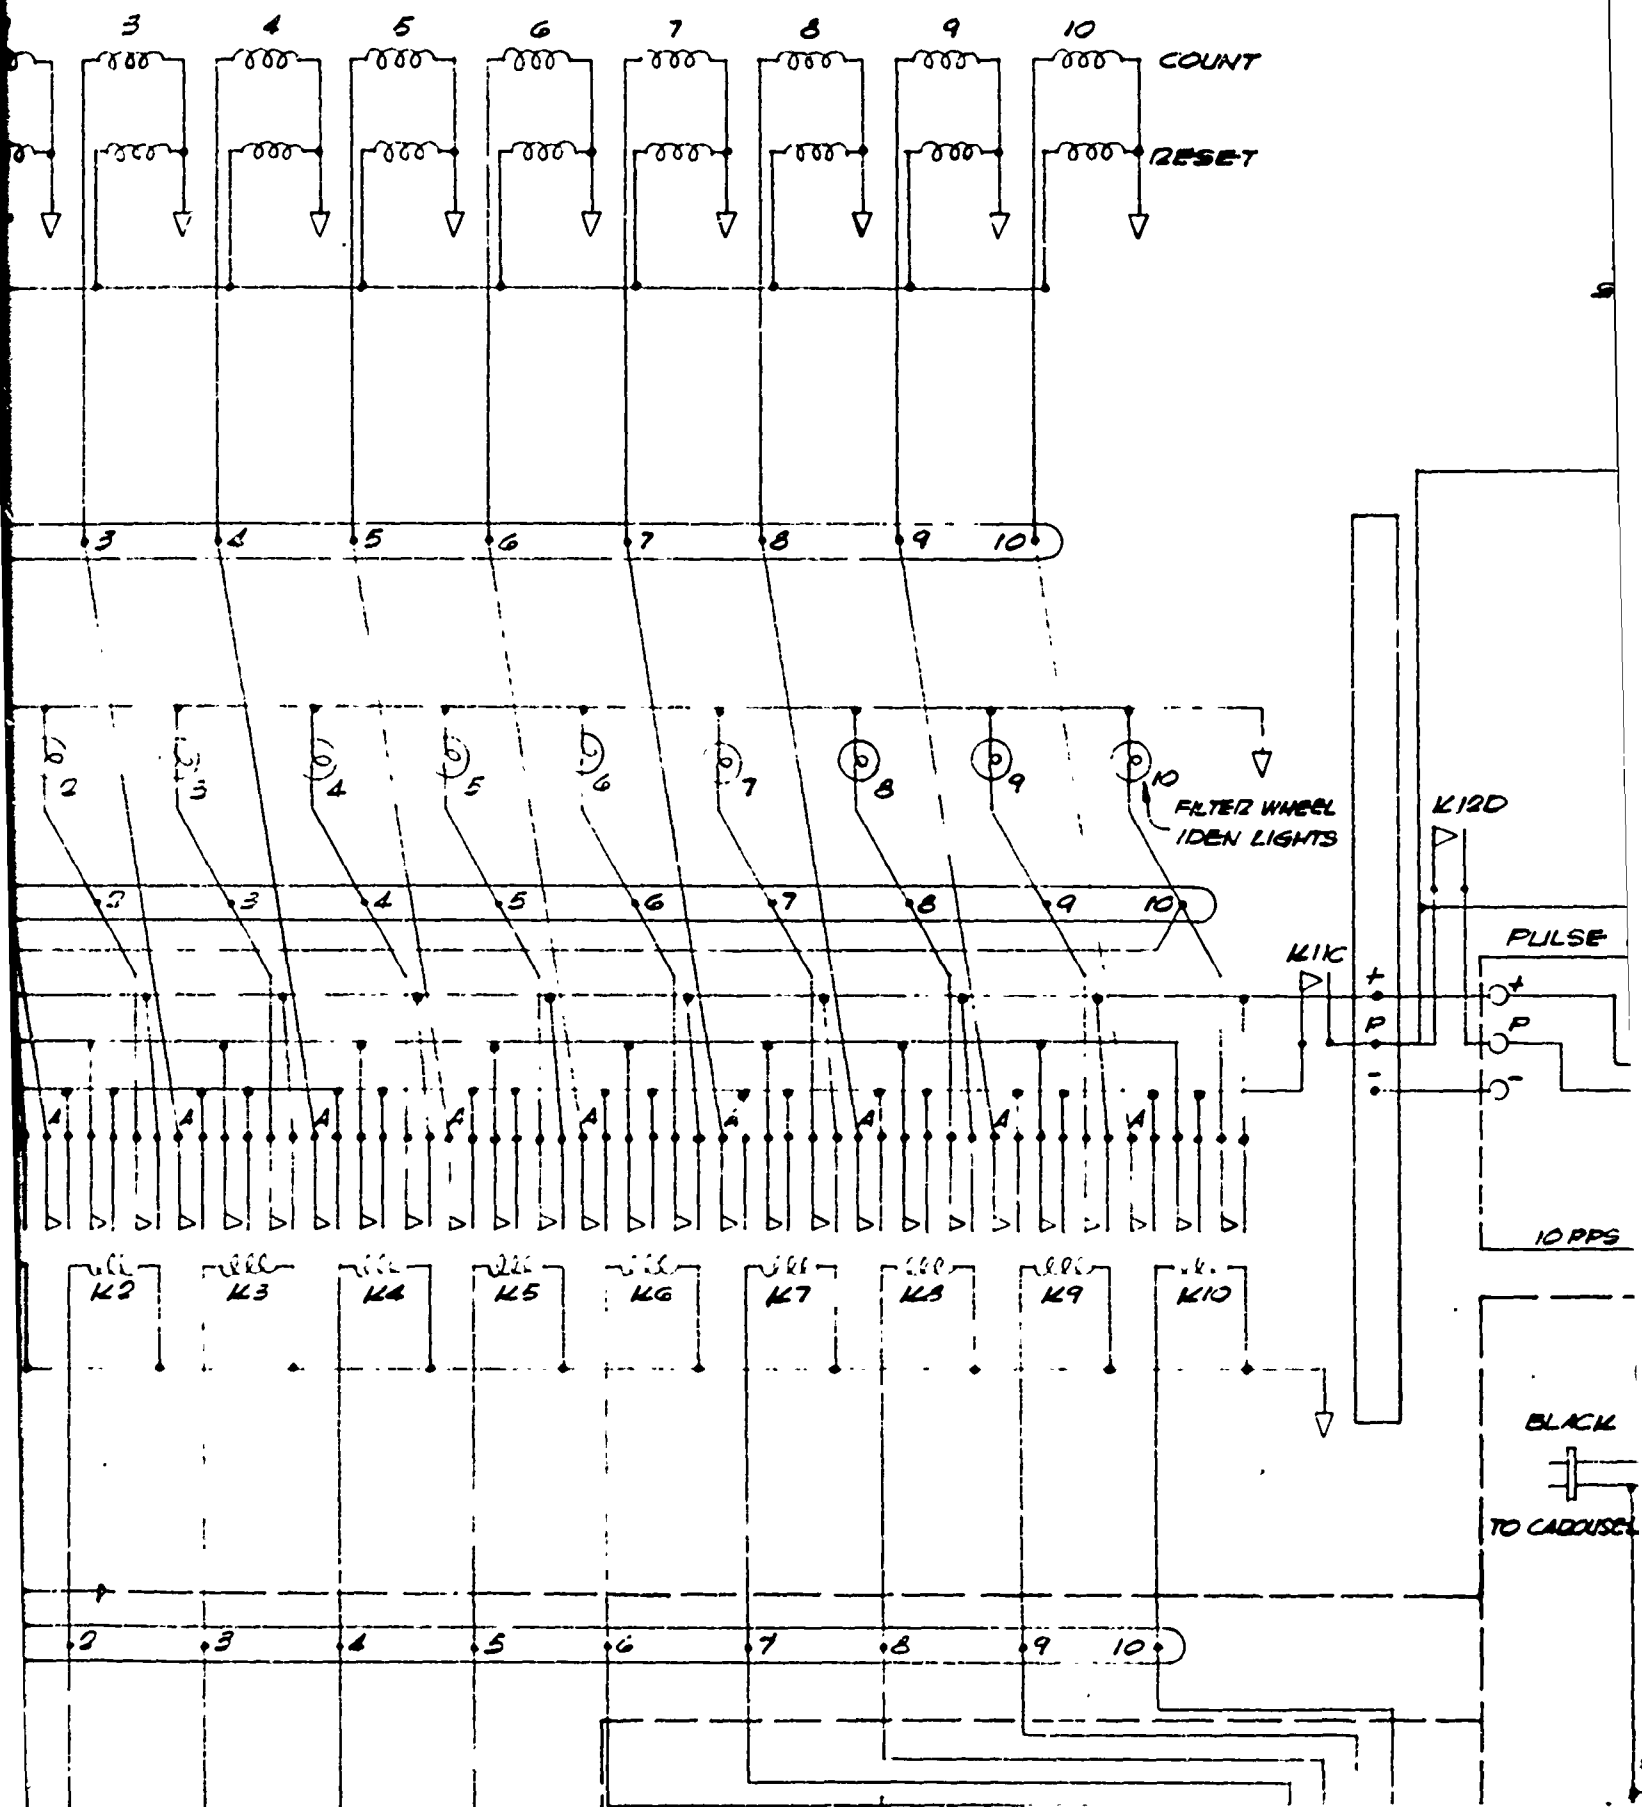 3 4 5 6 7 8 9 10
COUNT
RESET
3 4 5 6 7 8 9 10
2 3 4 5 6 7 8 9 10
FILTER WHEEL
IDEN LIGHTS
K12D
2 3 4 5 6 7 8 9 10
PULSE
K11C
+ +
P P
- -
A A A A A A A A A
10 PPS
K2 K3 K4 K5 K6 K7 K8 K9 K10
BLACK
TO CAROUSEL
2 3 4 5 6 7 8 9 10